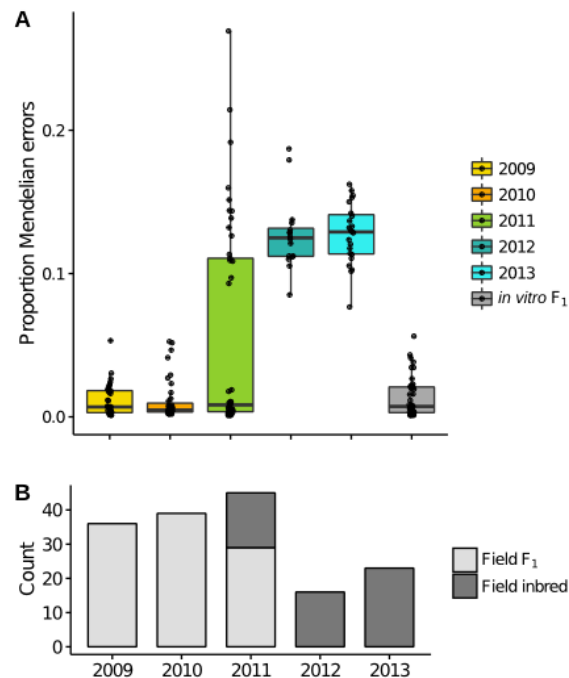 A
Proportion Mendelian errors
0.2
0.1
0.0
2009
2010
2011
2012
2013
in vitro F₁
B
Count
40
30
20
10
0
2009 2010 2011 2012 2013
Field F₁
Field inbred